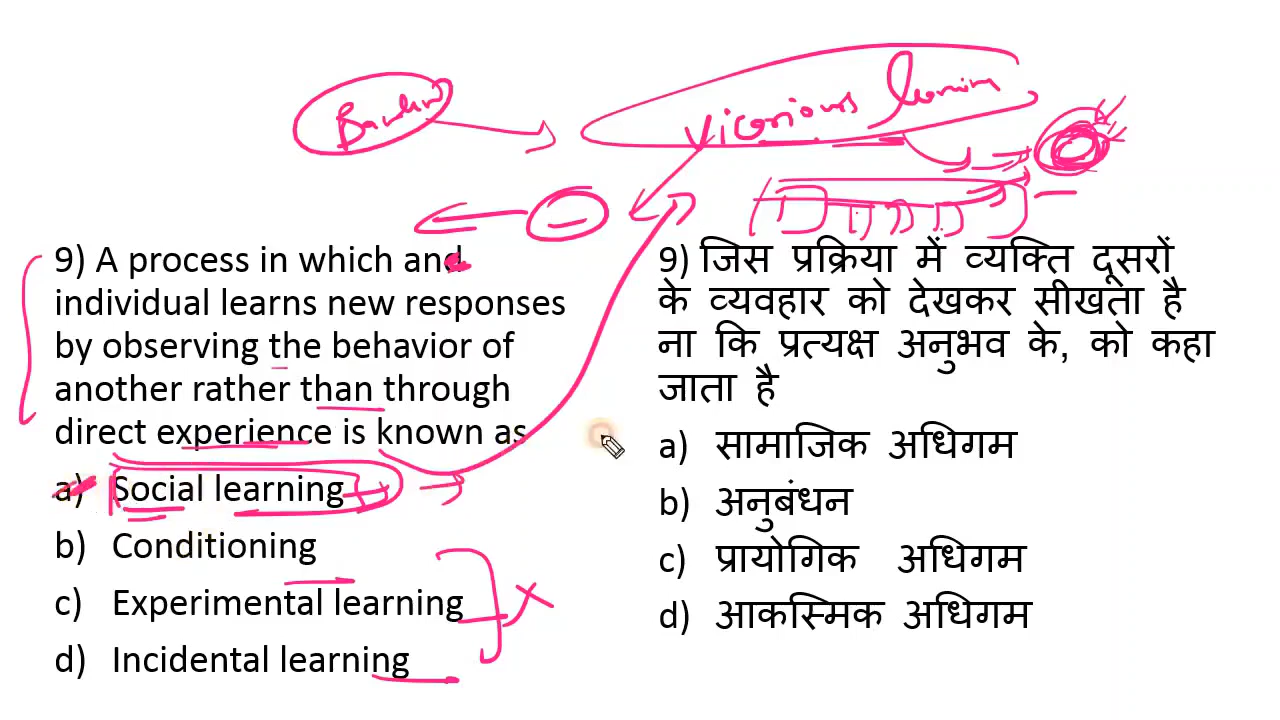 Vicarious learning
9) A process in which and
individual learns new responses
by observing the behavior of
another rather than through
direct experience is known as
a) Social learning
b) Conditioning
c) Experimental learning
d) Incidental learning
9) जिस प्रक्रिया में व्यक्ति दूसरों
के व्यवहार को देखकर सीखता है
ना कि प्रत्यक्ष अनुभव के, को कहा
जाता है
a) सामाजिक अधिगम
b) अनुबंधन
c) प्रायोगिक अधिगम
d) आकस्मिक अधिगम